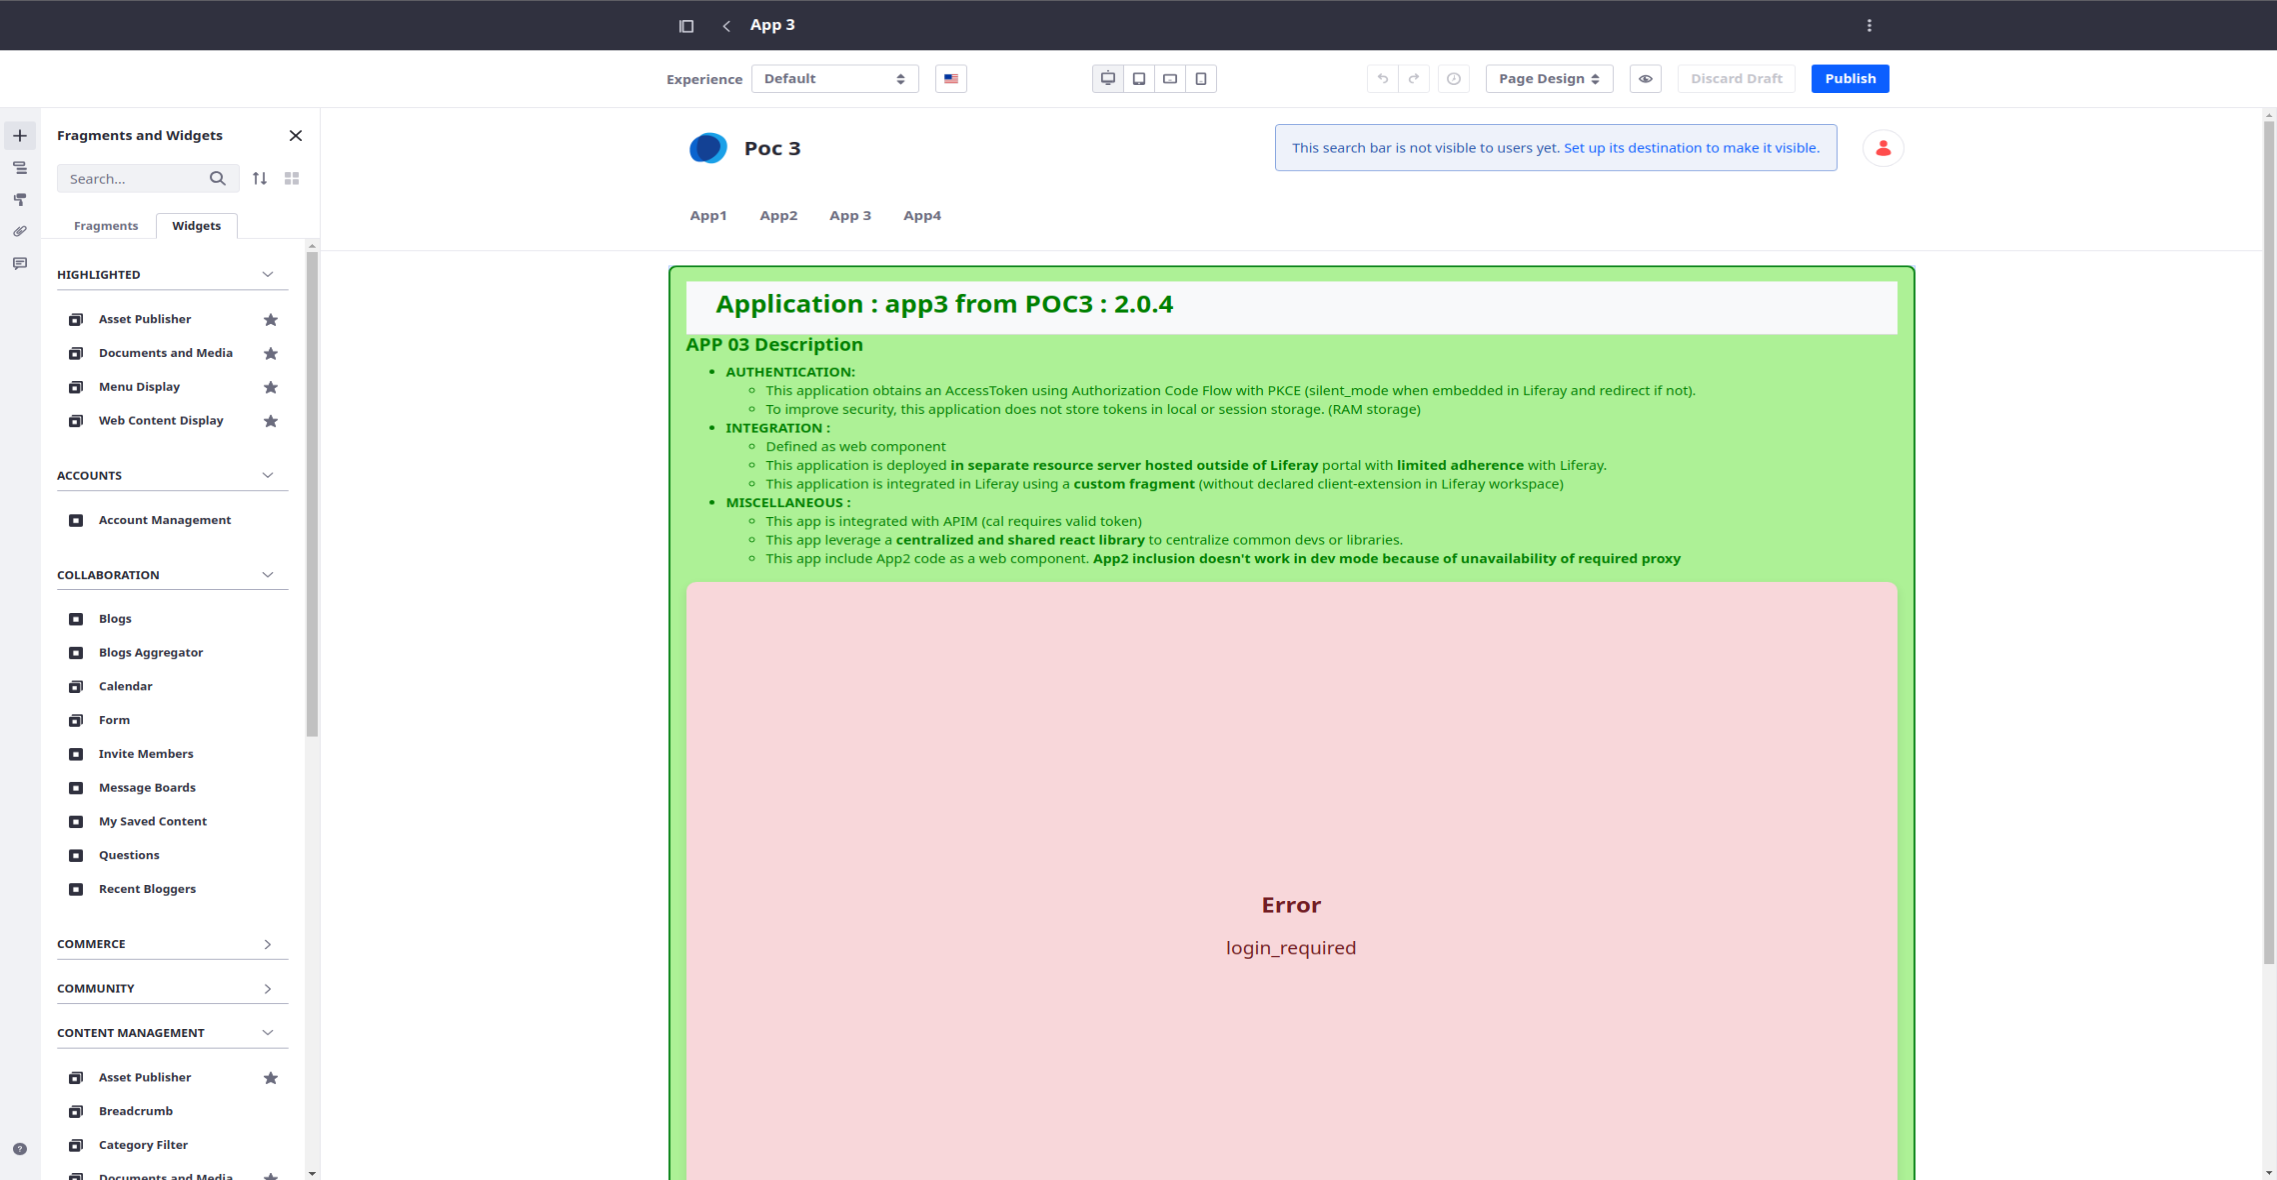 App 3
Experience
Default
Page Design
Discard Draft
Publish
Fragments and Widgets
Search...
Fragments
Widgets
HIGHLIGHTED
Asset Publisher
Documents and Media
Menu Display
Web Content Display
ACCOUNTS
Account Management
COLLABORATION
Blogs
Blogs Aggregator
Calendar
Form
Invite Members
Message Boards
My Saved Content
Questions
Recent Bloggers
COMMERCE
COMMUNITY
CONTENT MANAGEMENT
Asset Publisher
Breadcrumb
Category Filter
Documents and Media
Poc 3
This search bar is not visible to users yet. Set up its destination to make it visible.
App1
App2
App 3
App4
Application : app3 from POC3 : 2.0.4
APP 03 Description
AUTHENTICATION:
This application obtains an AccessToken using Authorization Code Flow with PKCE (silent_mode when embedded in Liferay and redirect if not).
To improve security, this application does not store tokens in local or session storage. (RAM storage)
INTEGRATION :
Defined as web component
This application is deployed in separate resource server hosted outside of Liferay portal with limited adherence with Liferay.
This application is integrated in Liferay using a custom fragment (without declared client-extension in Liferay workspace)
MISCELLANEOUS :
This app is integrated with APIM (cal requires valid token)
This app leverage a centralized and shared react library to centralize common devs or libraries.
This app include App2 code as a web component. App2 inclusion doesn't work in dev mode because of unavailability of required proxy
Error
login_required